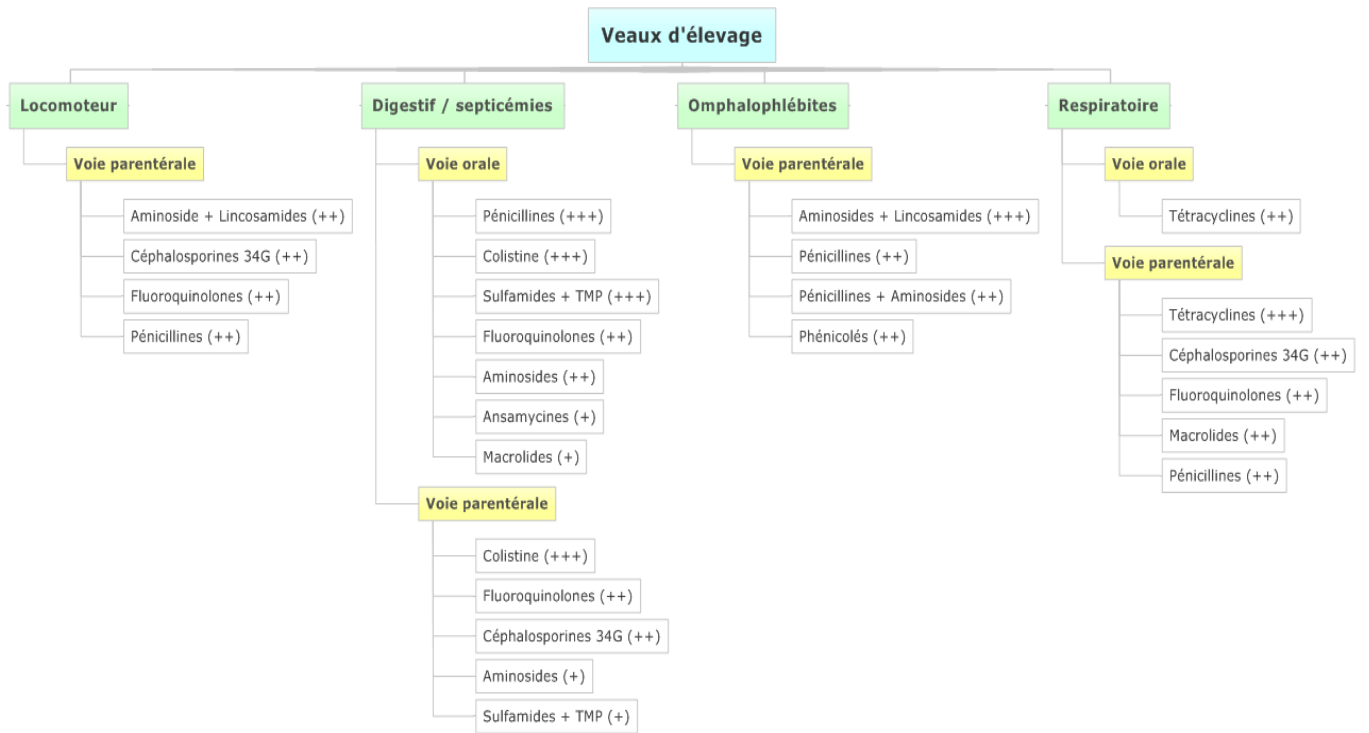 Veaux d'élevage
Locomoteur
Voie parentérale
Aminoside + Lincosamides (++)
Céphalosporines 34G (++)
Fluoroquinolones (++)
Pénicillines (++)
Digestif / septicémies
Voie orale
Pénicillines (+++)
Colistine (+++)
Sulfamides + TMP (+++)
Fluoroquinolones (++)
Aminosides (++)
Ansamycines (+)
Macrolides (+)
Voie parentérale
Colistine (+++)
Fluoroquinolones (++)
Céphalosporines 34G (++)
Aminosides (+)
Sulfamides + TMP (+)
Omphalophlébites
Voie parentérale
Aminosides + Lincosamides (+++)
Pénicillines (++)
Pénicillines + Aminosides (++)
Phénicolés (++)
Respiratoire
Voie orale
Tétracyclines (++)
Voie parentérale
Tétracyclines (+++)
Céphalosporines 34G (++)
Fluoroquinolones (++)
Macrolides (++)
Pénicillines (++)